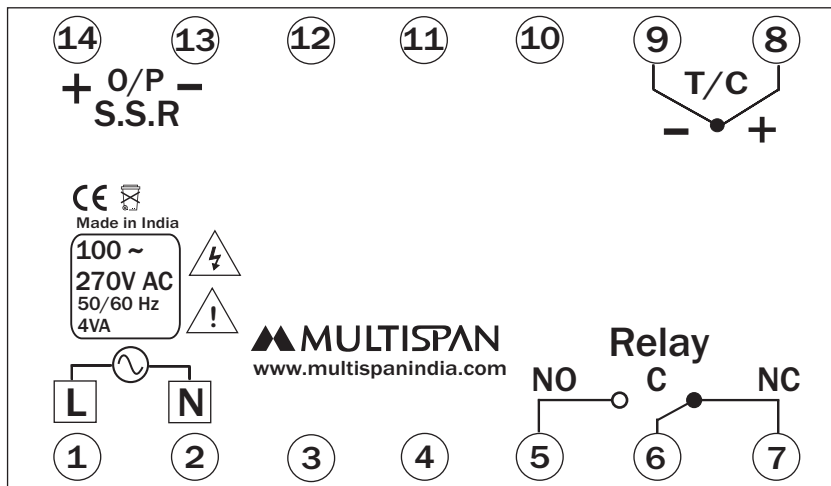 14 13 12 11 10 9 8
+ O/P − T/C
S.S.R
− +
CE
Made in India
100 ~
270V AC
50/60 Hz
4VA
!
MULTISPAN
www.multispanindia.com
Relay
NO C NC
L N
1 2 3 4 5 6 7